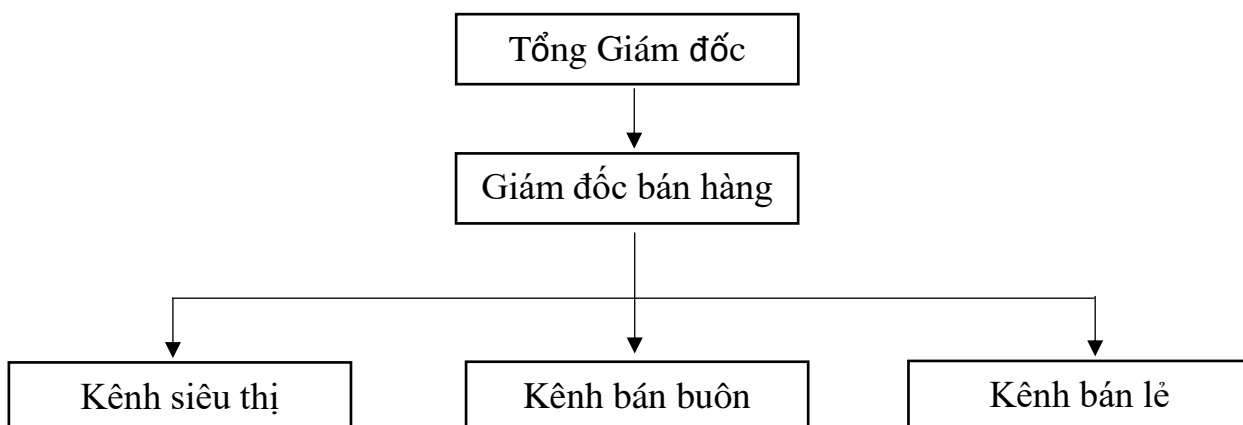 Tổng Giám đốc
Giám đốc bán hàng
Kênh siêu thị
Kênh bán buôn
Kênh bán lẻ